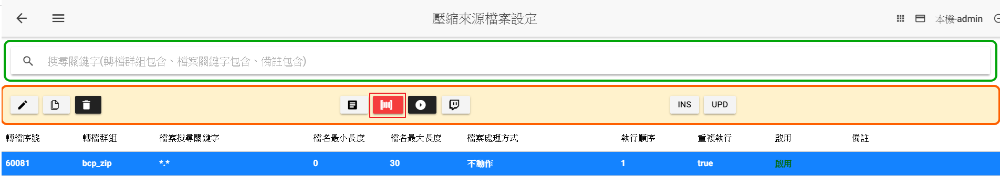 壓縮來源檔案設定
本機-admin
搜尋關鍵字(轉檔群組包含、檔案關鍵字包含、備註包含)
INS UPD
轉檔序號 轉檔群組 檔案搜尋關鍵字 檔名最小長度 檔名最大長度 檔案處理方式 執行順序 重複執行 啟用 備註
60081 bcp_zip *.* 0 30 不動作 1 true 啟用